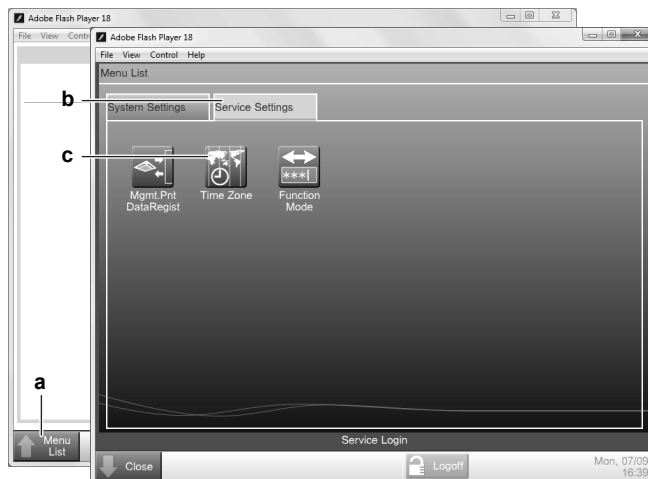 Adobe Flash Player 18
File View Contr
Adobe Flash Player 18
File View Control Help
Menu List
b
System Settings
Service Settings
c
***|
Mgmt.Pnt
DataRegist
Time Zone
Function
Mode
a
Menu
List
Service Login
Close
Logoff
Mon, 07/09
16:39